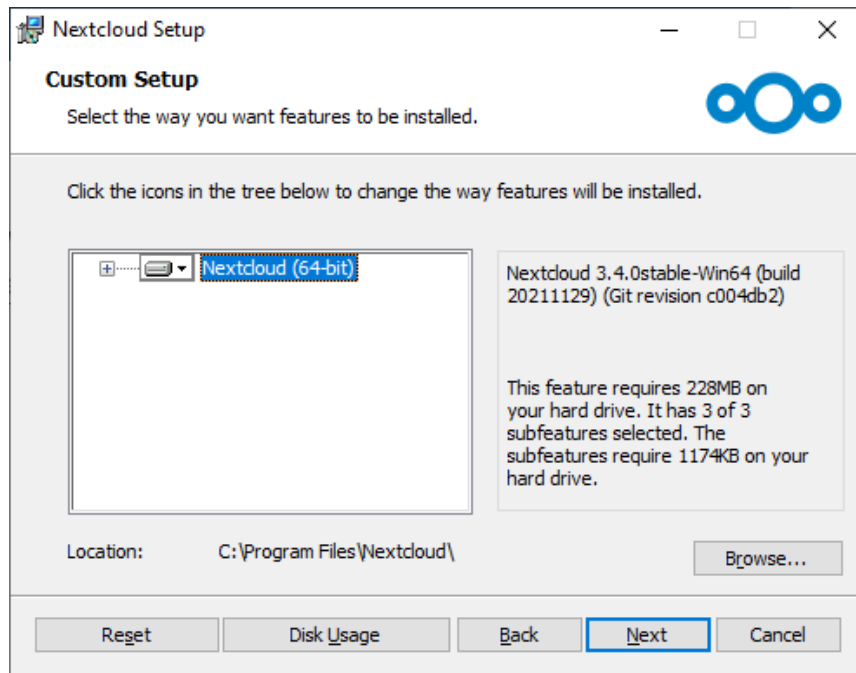 Nextcloud Setup
Custom Setup
Select the way you want features to be installed.
Click the icons in the tree below to change the way features will be installed.
Nextcloud (64-bit)
Nextcloud 3.4.0stable-Win64 (build
20211129) (Git revision c004db2)
This feature requires 228MB on
your hard drive. It has 3 of 3
subfeatures selected. The
subfeatures require 1174KB on your
hard drive.
Location: C:\Program Files\Nextcloud\
Browse...
Reset Disk Usage Back Next Cancel